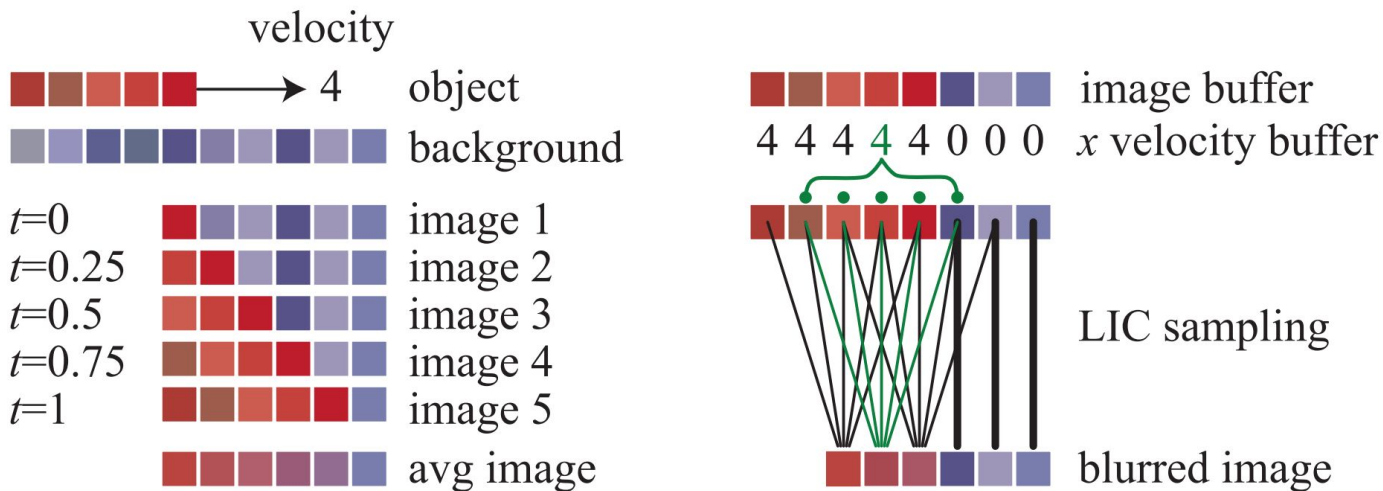 velocity
4 object
background
t=0 image 1
t=0.25 image 2
t=0.5 image 3
t=0.75 image 4
t=1 image 5
avg image
image buffer
4 4 4 4 4 0 0 0 x velocity buffer
LIC sampling
blurred image